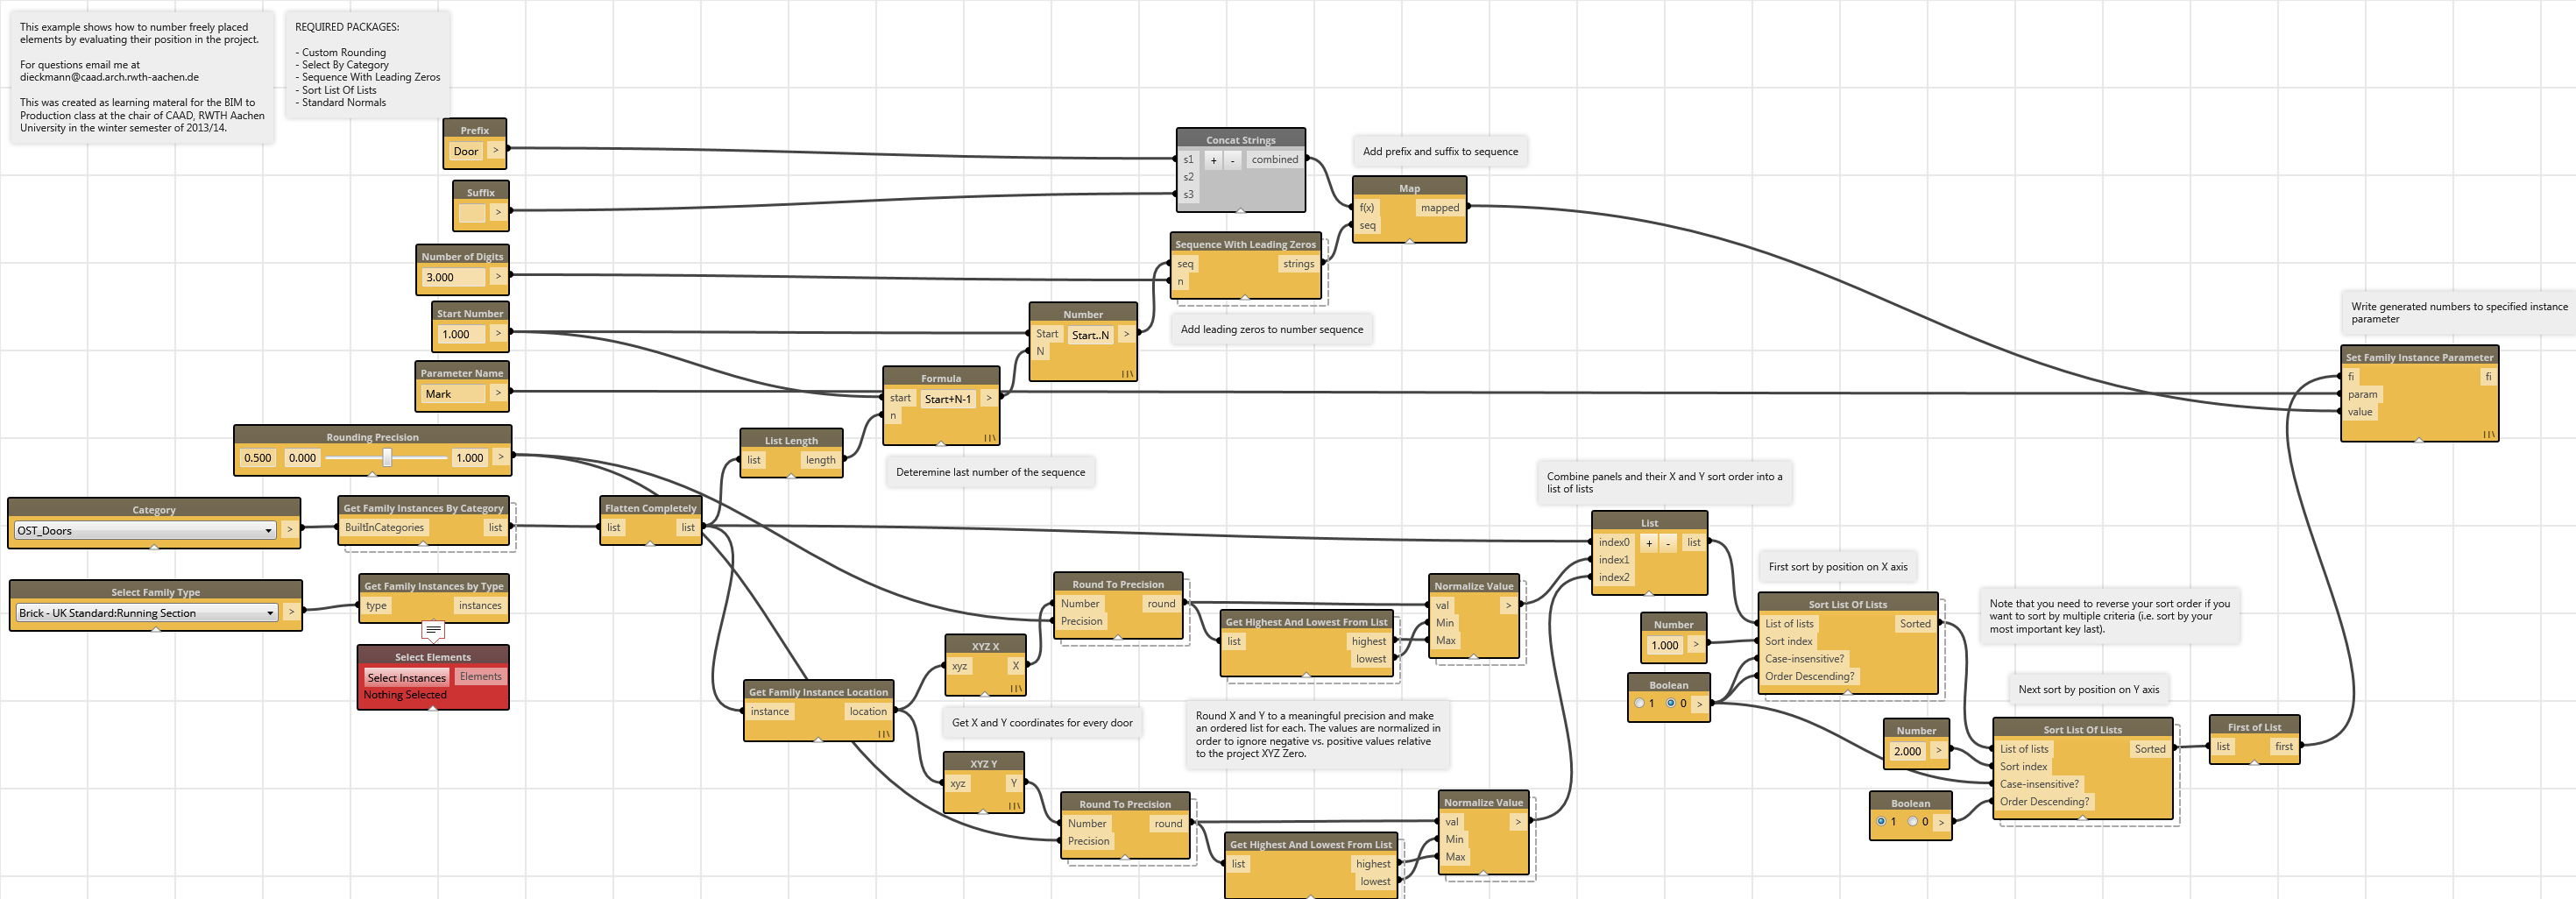 This example shows how to number freely placed
elements by evaluating their position in the project.
For questions email me at
dieckmann@caad.arch.rwth-aachen.de
This was created as learning materal for the BIM to
Production class at the chair of CAAD, RWTH Aachen
University in the winter semester of 2013/14.
REQUIRED PACKAGES:
- Custom Rounding
- Select By Category
- Sequence With Leading Zeros
- Sort List Of Lists
- Standard Normals
Prefix
Door >
Suffix
>
Number of Digits
3.000 >
Start Number
1.000 >
Parameter Name
Mark >
Rounding Precision
0.500 0.000 1.000 >
Category
OST_Doors >
Get Family Instances By Category
BuiltInCategories list
Select Family Type
Brick - UK Standard:Running Section >
Get Family Instances by Type
type instances
Select Elements
Select Instances Elements
Nothing Selected
Flatten Completely
list list
List Length
list length
Formula
start Start+N-1 >
n
Deteremine last number of the sequence
Number
Start Start..N >
N
Concat Strings
s1 + - combined
s2
s3
Sequence With Leading Zeros
seq strings
n
Add leading zeros to number sequence
Add prefix and suffix to sequence
Map
f(x) mapped
seq
Get Family Instance Location
instance location
XYZ X
xyz X
Get X and Y coordinates for every door
XYZ Y
xyz Y
Round To Precision
Number round
Precision
Get Highest And Lowest From List
list highest
lowest
Normalize Value
val >
Min
Max
Round X and Y to a meaningful precision and make
an ordered list for each. The values are normalized in
order to ignore negative vs. positive values relative
to the project XYZ Zero.
Round To Precision
Number round
Precision
Get Highest And Lowest From List
list highest
lowest
Normalize Value
val >
Min
Max
Combine panels and their X and Y sort order into a
list of lists
List
index0 + - list
index1
index2
First sort by position on X axis
Number
1.000 >
Boolean
1 0 >
Sort List Of Lists
List of lists Sorted
Sort index
Case-insensitive?
Order Descending?
Note that you need to reverse your sort order if you
want to sort by multiple criteria (i.e. sort by your
most important key last).
Next sort by position on Y axis
Number
2.000 >
Boolean
1 0 >
Sort List Of Lists
List of lists Sorted
Sort index
Case-insensitive?
Order Descending?
First of List
list first
Write generated numbers to specified instance
parameter
Set Family Instance Parameter
fi fi
param
value